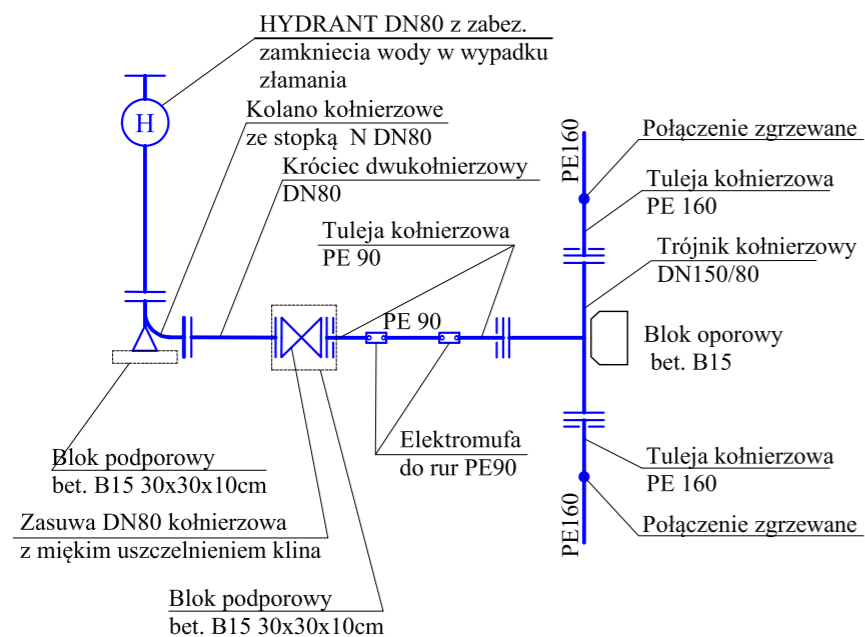 HYDRANT DN80 z zabez.
zamkniecia wody w wypadku
złamania
H
Kolano kołnierzowe
ze stopką N DN80
Króciec dwukołnierzowy
DN80
Tuleja kołnierzowa
PE 90
PE160
Połączenie zgrzewane
Tuleja kołnierzowa
PE 160
Trójnik kołnierzowy
DN150/80
PE 90
Blok oporowy
bet. B15
Elektromufa
do rur PE90
Blok podporowy
bet. B15 30x30x10cm
Tuleja kołnierzowa
PE 160
Zasuwa DN80 kołnierzowa
z miękim uszczelnieniem klina
PE160
Połączenie zgrzewane
Blok podporowy
bet. B15 30x30x10cm